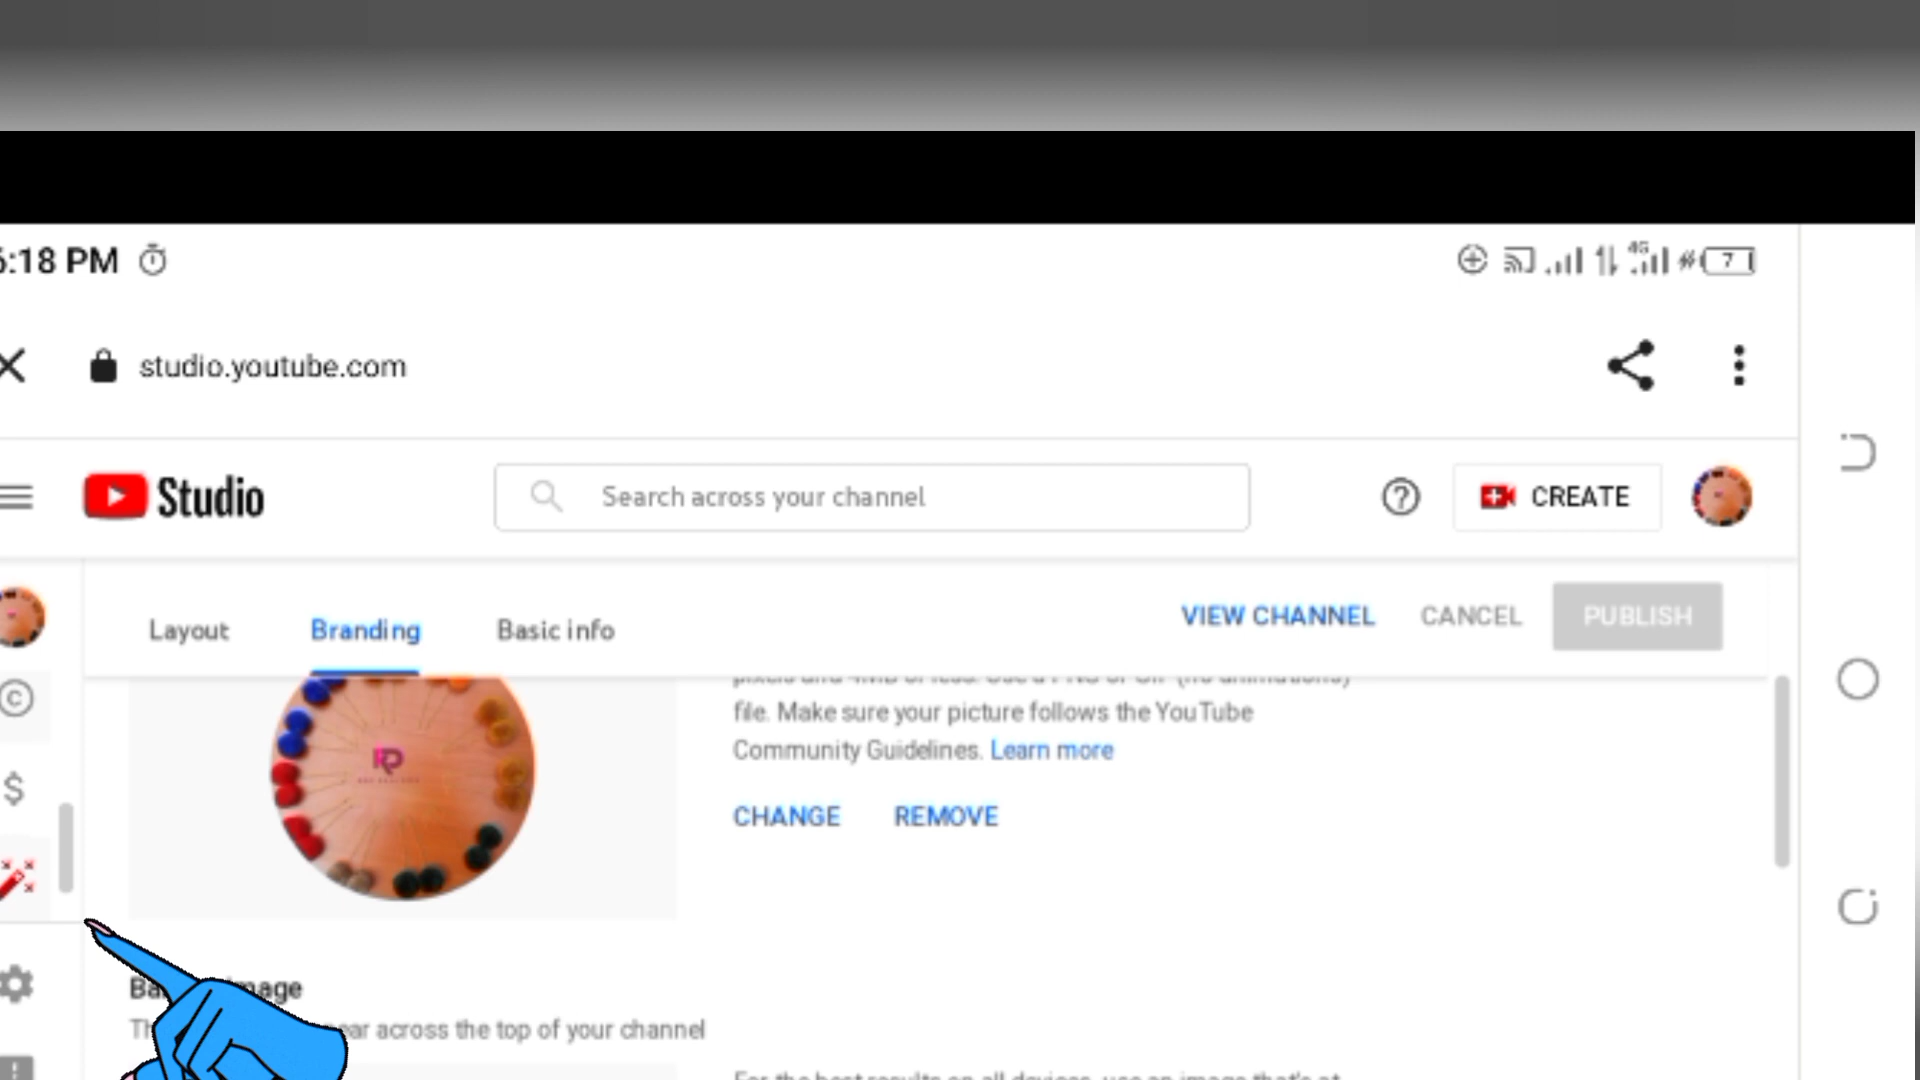 :18 PM
4G
7
studio.youtube.com
Studio
Search across your channel
CREATE
Layout
Branding
Basic info
VIEW CHANNEL
CANCEL
PUBLISH
file. Make sure your picture follows the YouTube
Community Guidelines. Learn more
CHANGE
REMOVE
across the top of your channel